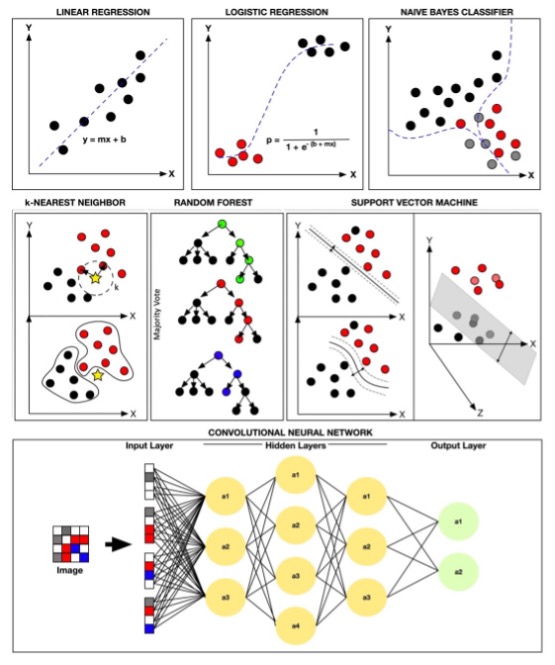 LINEAR REGRESSION
Y
y = mx + b
X
LOGISTIC REGRESSION
Y
p = 1 / 1 + e^-(b + mx)
X
NAIVE BAYES CLASSIFIER
Y
X
k-NEAREST NEIGHBOR
Y
k
X
X
RANDOM FOREST
Majority Vote
SUPPORT VECTOR MACHINE
Y
X
Y
X
Y
X
Z
CONVOLUTIONAL NEURAL NETWORK
Input Layer
Hidden Layers
Output Layer
Image
a1
a2
a3
a1
a2
a3
a4
a1
a2
a3
a1
a2